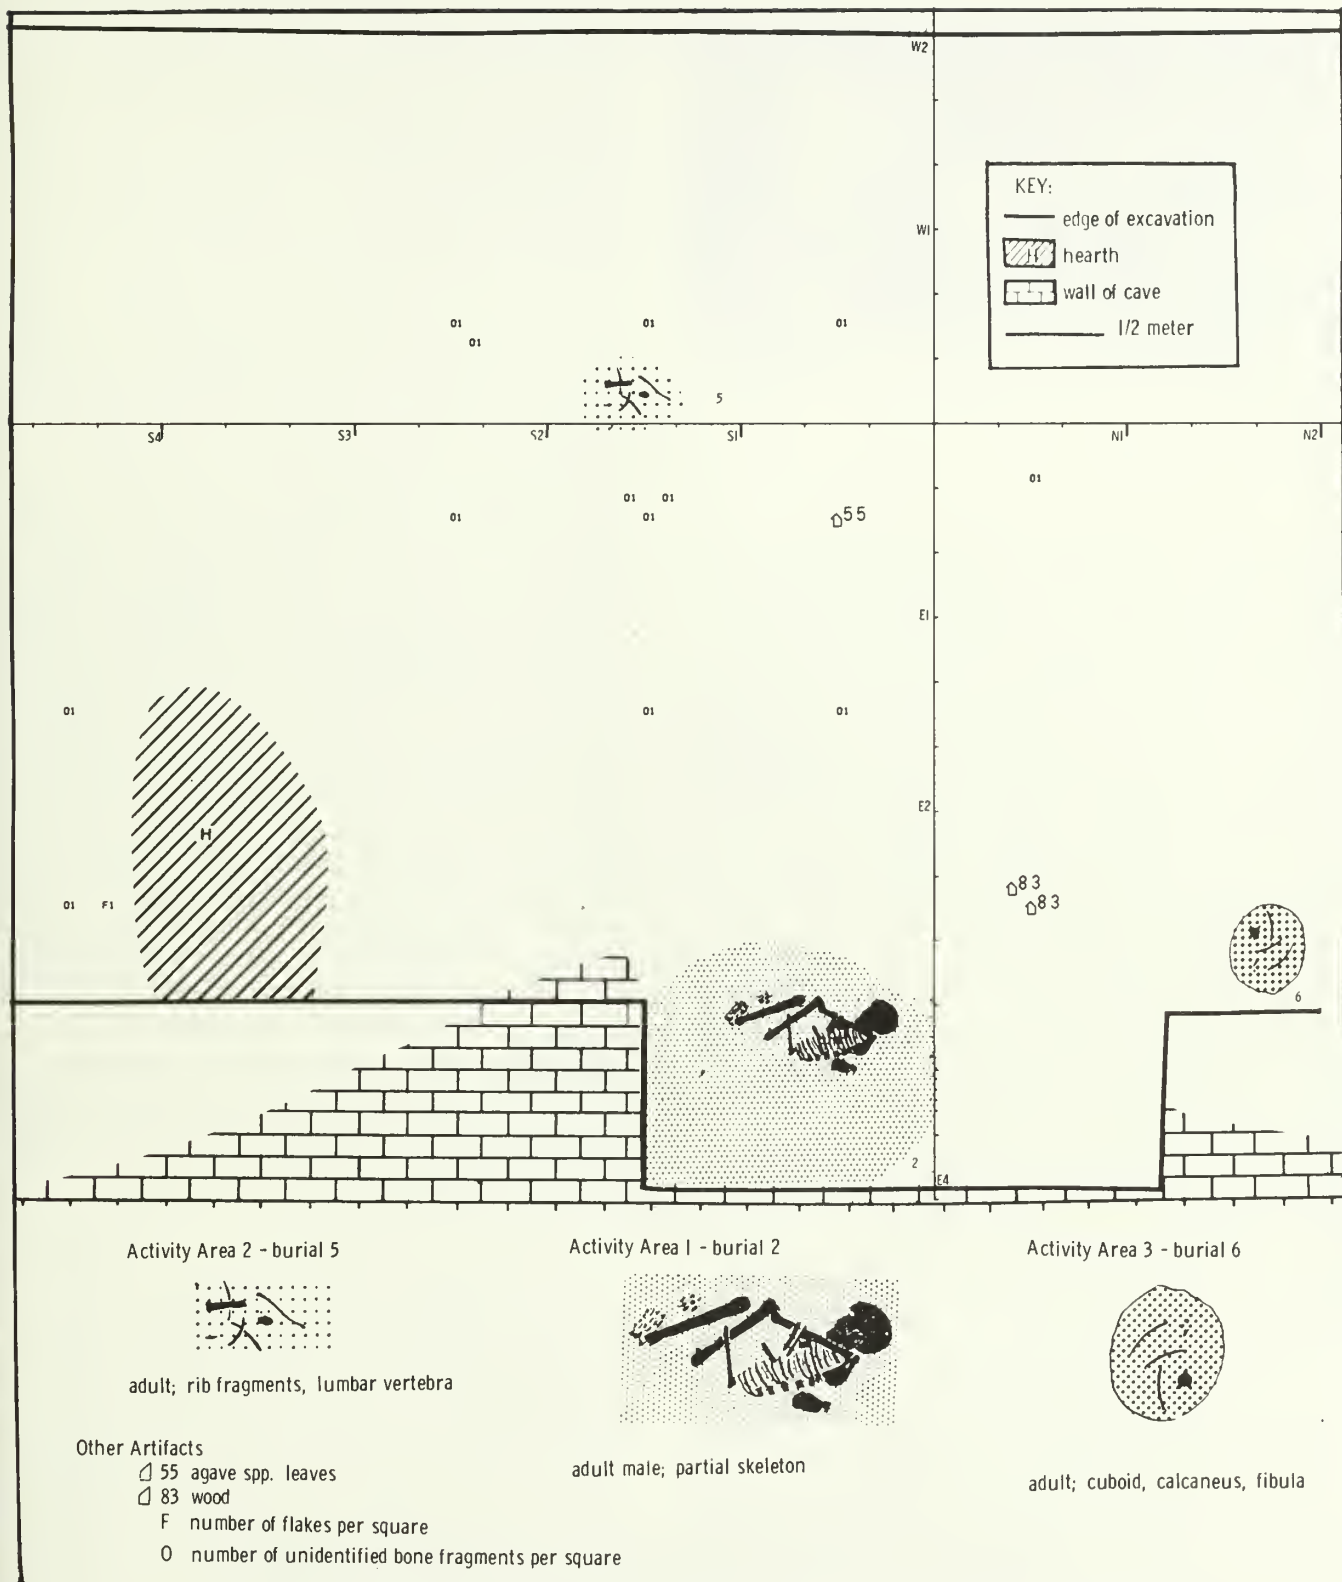 W2
KEY:
edge of excavation
H hearth
wall of cave
1/2 meter
W1
01 01 01
01
5
S4 S3 S2 S1 N1 N2
01
01 01
01 01 55
E1
01 01 01
E2
H
83
83
01 F1
6
2
E4
Activity Area 2 - burial 5
adult; rib fragments, lumbar vertebra
Activity Area 1 - burial 2
adult male; partial skeleton
Activity Area 3 - burial 6
adult; cuboid, calcaneus, fibula
Other Artifacts
55 agave spp. leaves
83 wood
F number of flakes per square
O number of unidentified bone fragments per square